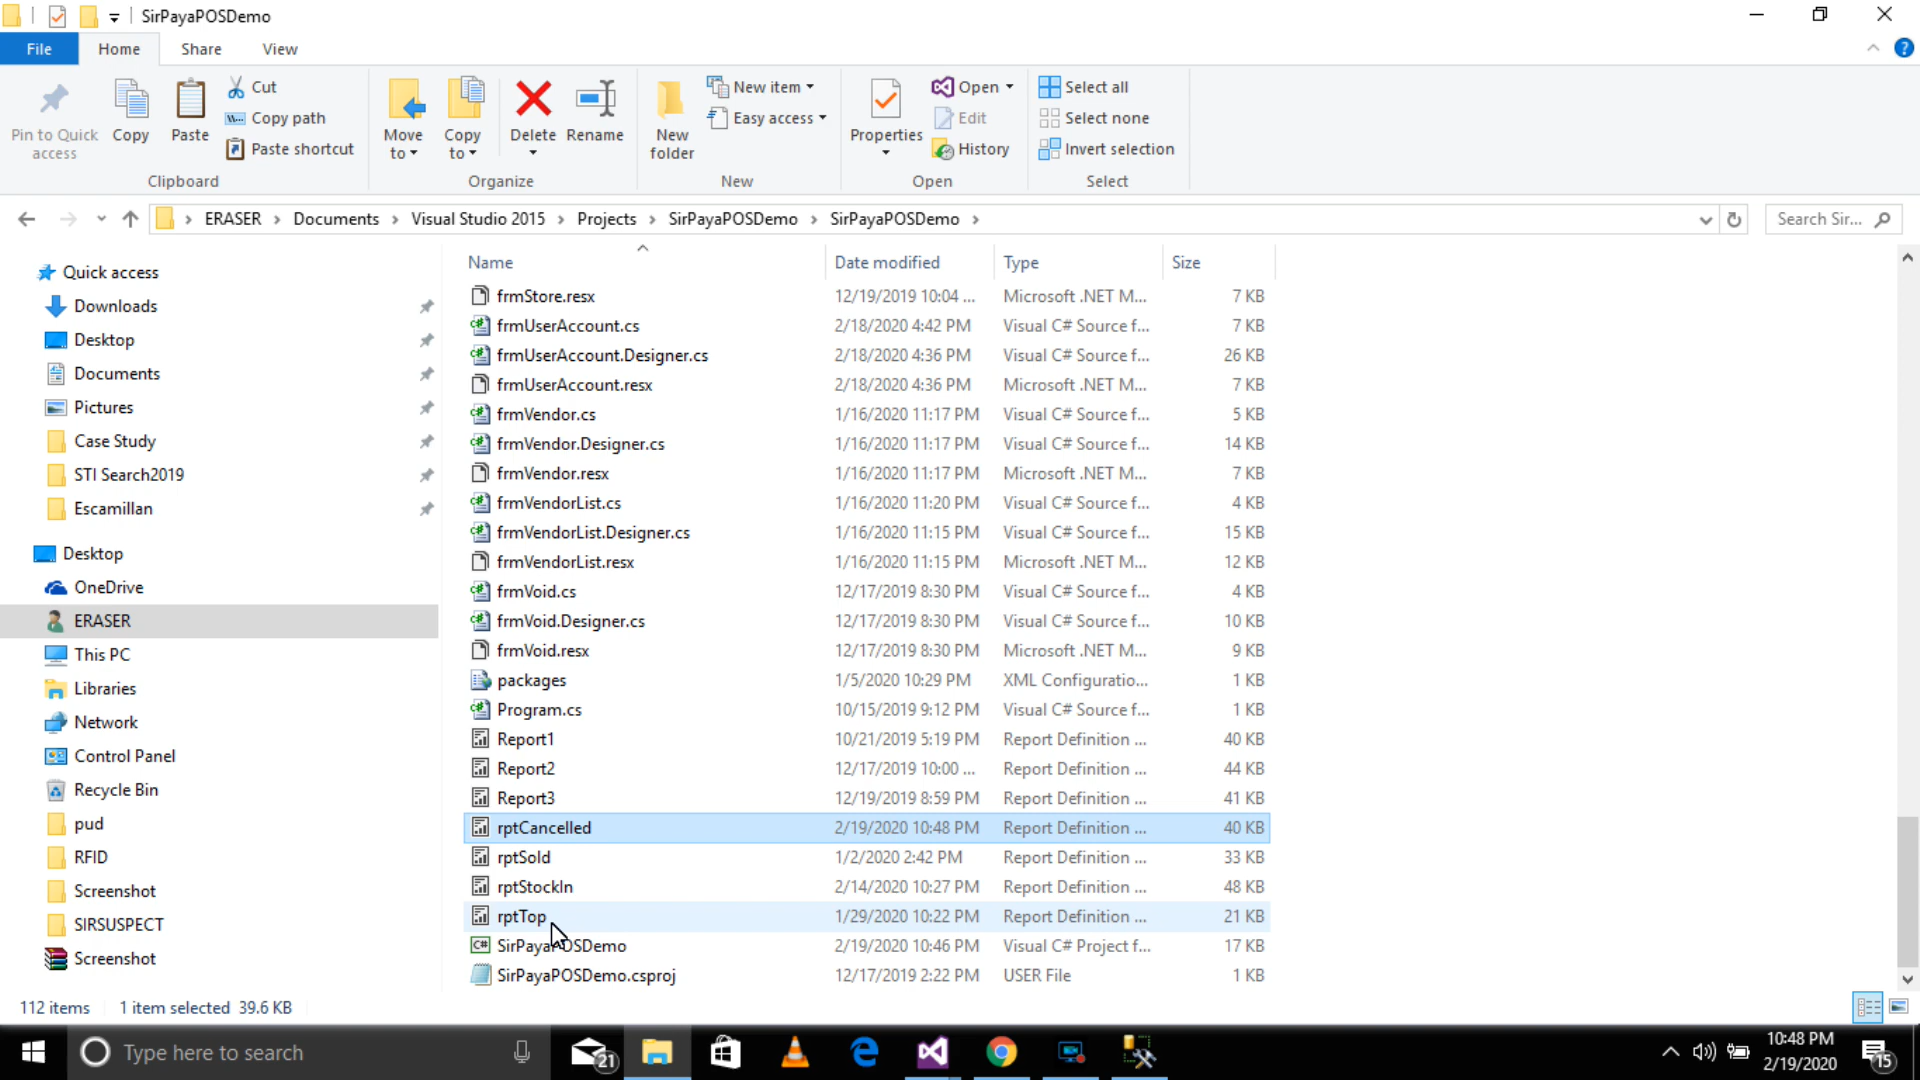 SirPayaPOSDemo
File Home Share View
Pin to Quick access
Copy
Paste
Cut
Copy path
Paste shortcut
Clipboard
Move to
Copy to
Delete
Rename
Organize
New folder
New item
Easy access
New
Properties
Open
Edit
History
Open
Select all
Select none
Invert selection
Select
ERASER > Documents > Visual Studio 2015 > Projects > SirPayaPOSDemo > SirPayaPOSDemo >
Search Sir...
Quick access
Downloads
Desktop
Documents
Pictures
Case Study
STI Search2019
Escamillan
Desktop
OneDrive
ERASER
This PC
Libraries
Network
Control Panel
Recycle Bin
pud
RFID
Screenshot
SIRSUSPECT
Screenshot
Name Date modified Type Size
frmStore.resx 12/19/2019 10:04 ... Microsoft .NET M... 7 KB
frmUserAccount.cs 2/18/2020 4:42 PM Visual C# Source f... 7 KB
frmUserAccount.Designer.cs 2/18/2020 4:36 PM Visual C# Source f... 26 KB
frmUserAccount.resx 2/18/2020 4:36 PM Microsoft .NET M... 7 KB
frmVendor.cs 1/16/2020 11:17 PM Visual C# Source f... 5 KB
frmVendor.Designer.cs 1/16/2020 11:17 PM Visual C# Source f... 14 KB
frmVendor.resx 1/16/2020 11:17 PM Microsoft .NET M... 7 KB
frmVendorList.cs 1/16/2020 11:20 PM Visual C# Source f... 4 KB
frmVendorList.Designer.cs 1/16/2020 11:15 PM Visual C# Source f... 15 KB
frmVendorList.resx 1/16/2020 11:15 PM Microsoft .NET M... 12 KB
frmVoid.cs 12/17/2019 8:30 PM Visual C# Source f... 4 KB
frmVoid.Designer.cs 12/17/2019 8:30 PM Visual C# Source f... 10 KB
frmVoid.resx 12/17/2019 8:30 PM Microsoft .NET M... 9 KB
packages 1/5/2020 10:29 PM XML Configuratio... 1 KB
Program.cs 10/15/2019 9:12 PM Visual C# Source f... 1 KB
Report1 10/21/2019 5:19 PM Report Definition ... 40 KB
Report2 12/17/2019 10:00 ... Report Definition ... 44 KB
Report3 12/19/2019 8:59 PM Report Definition ... 41 KB
rptCancelled 2/19/2020 10:48 PM Report Definition ... 40 KB
rptSold 1/2/2020 2:42 PM Report Definition ... 33 KB
rptStockIn 2/14/2020 10:27 PM Report Definition ... 48 KB
rptTop 1/29/2020 10:22 PM Report Definition ... 21 KB
SirPayaPOSDemo 2/19/2020 10:46 PM Visual C# Project f... 17 KB
SirPayaPOSDemo.csproj 12/17/2019 2:22 PM USER File 1 KB
112 items 1 item selected 39.6 KB
Type here to search
21
10:48 PM
2/19/2020
15